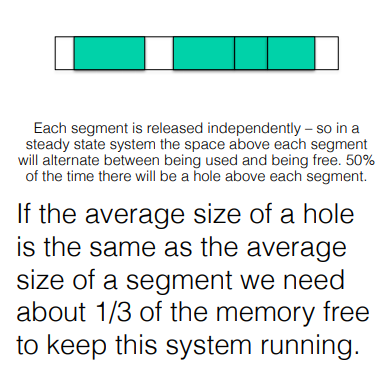 Each segment is released independently – so in a
steady state system the space above each segment
will alternate between being used and being free. 50%
of the time there will be a hole above each segment.
If the average size of a hole
is the same as the average
size of a segment we need
about 1/3 of the memory free
to keep this system running.